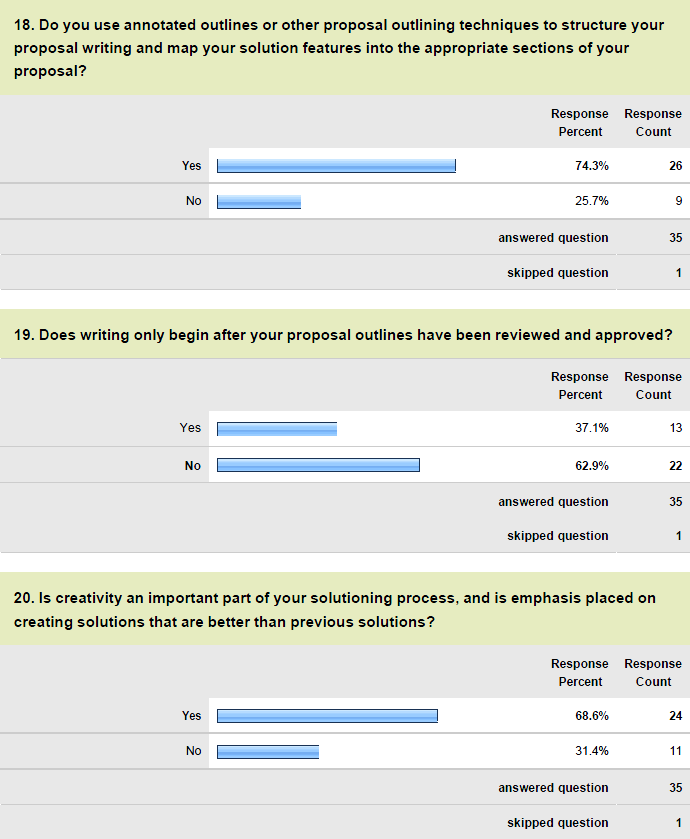 18. Do you use annotated outlines or other proposal outlining techniques to structure your
proposal writing and map your solution features into the appropriate sections of your
proposal?
Response Response
Percent Count
Yes 74.3% 26
No 25.7% 9
answered question 35
skipped question 1
19. Does writing only begin after your proposal outlines have been reviewed and approved?
Response Response
Percent Count
Yes 37.1% 13
No 62.9% 22
answered question 35
skipped question 1
20. Is creativity an important part of your solutioning process, and is emphasis placed on
creating solutions that are better than previous solutions?
Response Response
Percent Count
Yes 68.6% 24
No 31.4% 11
answered question 35
skipped question 1